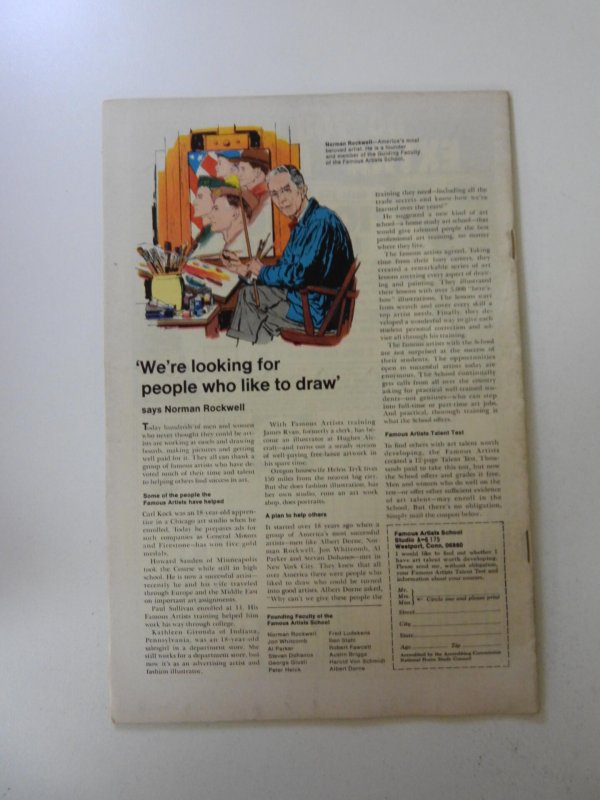 Norman Rockwell—America's most
beloved artist. He is a founder
and member of the Guiding Faculty
of the Famous Artists School.
'We're looking for
people who like to draw'
says Norman Rockwell
Today hundreds of men and women
who never thought they could be art-
ists are working at easels and drawing
boards, making pictures and getting
well paid for it. They all can thank a
group of famous artists who have de-
voted much of their time and talent
to helping others find success in art.
Some of the people the
Famous Artists have helped
Carl Kock was an 18-year-old appren-
tice in a Chicago art studio when he
enrolled. Today he prepares ads for
such companies as General Motors
and Firestone—has won five gold
medals.
Howard Sanden of Minneapolis
took the Course while still in high
school. He is now a successful artist—
recently he and his wife traveled
through Europe and the Middle East
on important art assignments.
Paul Sullivan enrolled at 14. His
Famous Artists training helped him
work his way through college.
Kathleen Gironda of Indiana,
Pennsylvania, was an 18-year-old
salesgirl in a department store. She
still works for a department store, but
now it's as an advertising artist and
fashion illustrator.
With Famous Artists training
James Ryan, formerly a clerk, has be-
come an illustrator at Hughes Air-
craft—and turns out a steady stream
of well-paying free-lance artwork in
his spare time.
Oregon housewife Helen Tryk lives
150 miles from the nearest big city.
But she does fashion illustration, has
her own studio, runs an art work
shop, does portraits.
A plan to help others
It started over 18 years ago when a
group of America's most successful
artists—men like Albert Dorne, Nor-
man Rockwell, Jon Whitcomb, Al
Parker and Stevan Dohanos—met in
New York City. They knew that all
over America there were people who
liked to draw who could be turned
into good artists. Albert Dorne asked,
"Why can't we give these people the
Founding Faculty of the
Famous Artists School
Norman Rockwell
Jon Whitcomb
Al Parker
Stevan Dohanos
George Giusti
Peter Helck
Fred Ludekens
Ben Stahl
Robert Fawcett
Austin Briggs
Harold Von Schmidt
Albert Dorne
training they need—including all the
trade secrets and know-how we've
learned over the years?"
He suggested a new kind of art
school—a home study art school—that
would give talented people the best
professional art training, no matter
where they live.
The famous artists agreed. Taking
time from their busy careers, they
created a remarkable series of art
lessons covering every aspect of draw-
ing and painting. They illustrated
their lessons with over 5,000 "here's-
how" illustrations. The lessons start
from scratch and cover every skill a
top artist needs. Finally, they de-
veloped a wonderful way to give each
student personal correction and ad-
vice all through his training.
The famous artists with the School
are not surprised at the success of
their students. The opportunities
open to successful artists today are
enormous. The School continually
gets calls from all over the country
asking for practical well-trained stu-
dents—not geniuses—who can step
into full-time or part-time art jobs.
And practical, thorough training is
what the School offers.
Famous Artists Talent Test
To find others with art talent worth
developing, the Famous Artists
created a 12-page Talent Test. Thou-
sands paid to take this test, but now
the School offers and grades it free.
Men and women who do well on the
test—or offer other sufficient evidence
of art talent—may enroll in the
School. But there's no obligation.
Simply mail the coupon below.
Famous Artists School
Westport, Conn. 06880
I would like to find out whether I
have art talent worth developing.
Please send me, without obligation,
your Famous Artists Talent Test and
information about your courses.
Mr.
Mrs.
Miss
Circle one and please print
Street
City
State
Age
Zip
Accredited by the Accrediting Commission
National Home Study Council